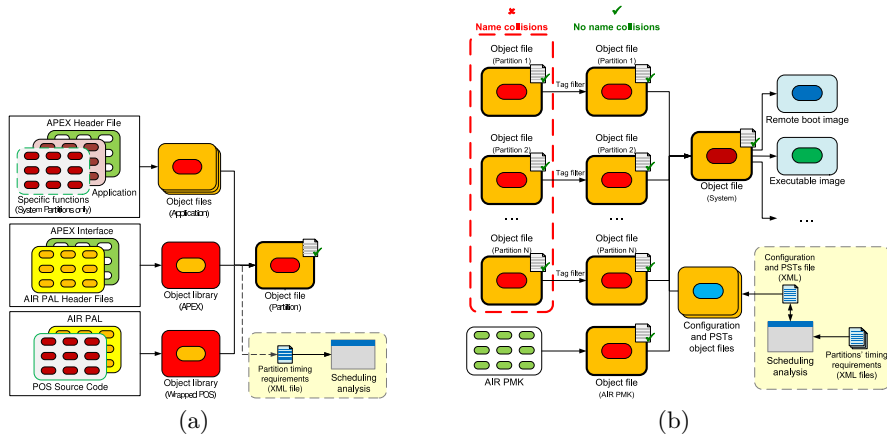 APEX Header File
Application
Specific functions
(System Partitions only)
Object files
(Application)
APEX Interface
AIR PAL Header Files
Object library
(APEX)
Object file
(Partition)
AIR PAL
POS Source Code
Object library
(Wrapped POS)
Partition timing
requirements
(XML file)
Scheduling
analysis
(a)
Name collisions
No name collisions
Object file
(Partition 1)
Object file
(Partition 1)
Tag filter
Object file
(Partition 2)
Object file
(Partition 2)
Tag filter
...
...
Object file
(Partition N)
Object file
(Partition N)
Tag filter
AIR PMK
Object file
(AIR PMK)
Object file
(System)
Remote boot image
Executable image
...
Configuration
and PSTs
object files
Configuration
and PSTs file
(XML)
Scheduling
analysis
Partitions' timing
requirements
(XML files)
(b)